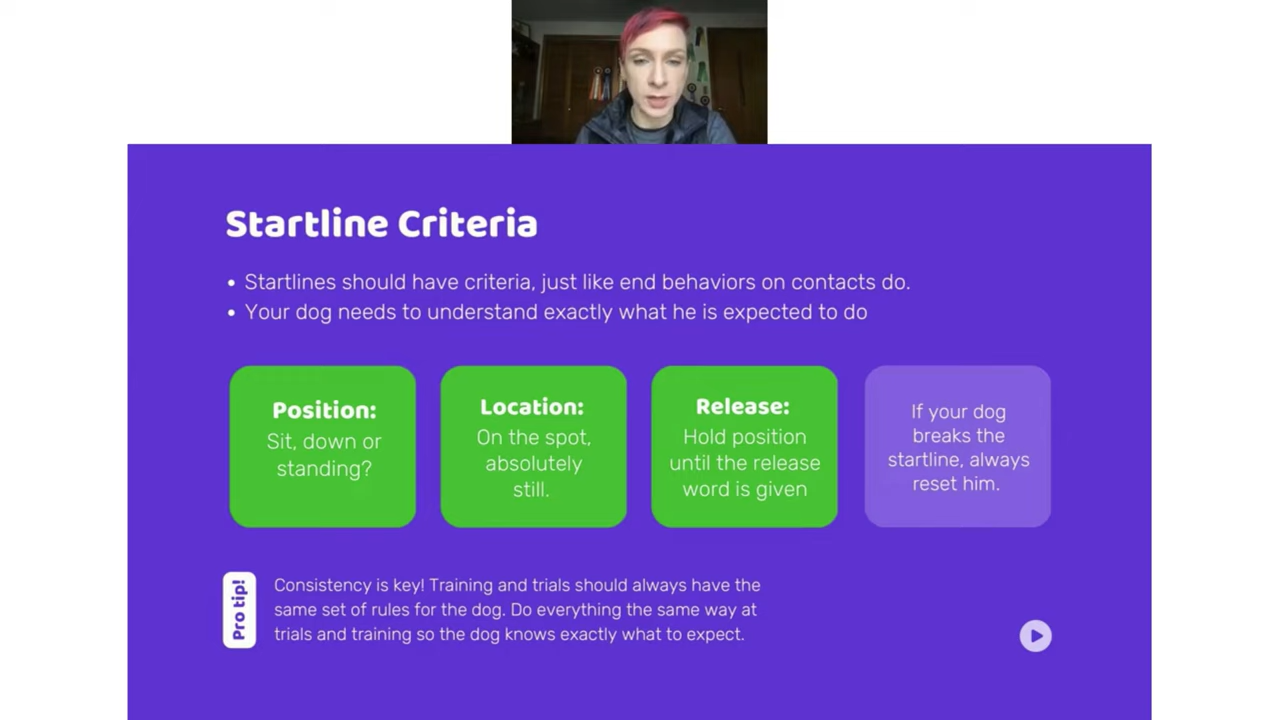 Startline Criteria
• Startlines should have criteria, just like end behaviors on contacts do.
• Your dog needs to understand exactly what he is expected to do
Position:
Sit, down or
standing?
Location:
On the spot,
absolutely
still.
Release:
Hold position
until the release
word is given
If your dog
breaks the
startline, always
reset him.
Pro tip!
Consistency is key! Training and trials should always have the
same set of rules for the dog. Do everything the same way at
trials and training so the dog knows exactly what to expect.